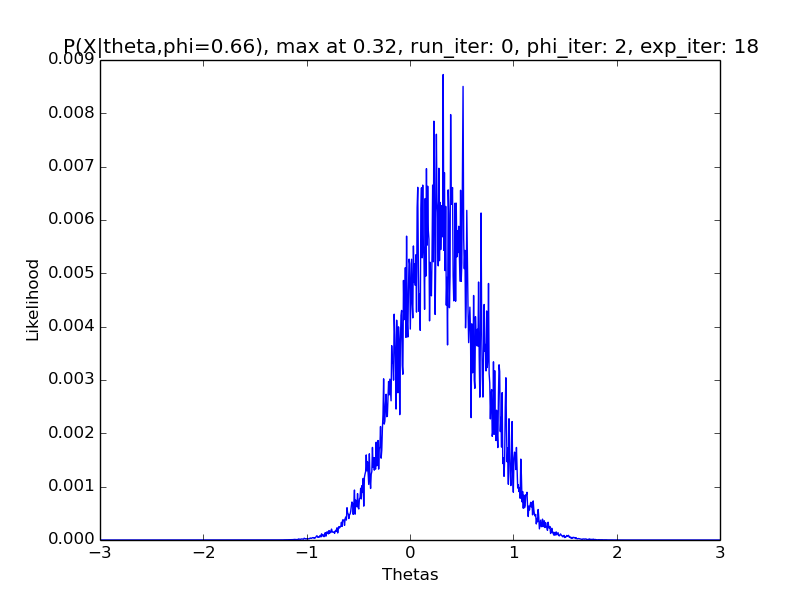 P(X|theta,phi=0.66), max at 0.32, run_iter: 0, phi_iter: 2, exp_iter: 18
0.009
0.008
0.007
0.006
0.005
0.004
0.003
0.002
0.001
0.000
Likelihood
−3 −2 −1 0 1 2 3
Thetas